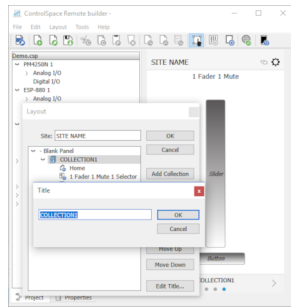 ControlSpace Remote builder -
File Edit Layout Tools Help
Demo.csp
PM4250N 1
Analog I/O
Digital I/O
ESP-880 1
Analog I/O
SITE NAME
1 Fader 1 Mute
Layout
Site: SITE NAME
OK
Cancel
- Blank Panel
COLLECTION1
Home
1 Fader 1 Mute 1 Selector
Add Collection
Slider
Title
COLLECTION1
OK
Cancel
Move Up
Move Down
Edit Title...
Button
COLLECTION1
Project
Properties